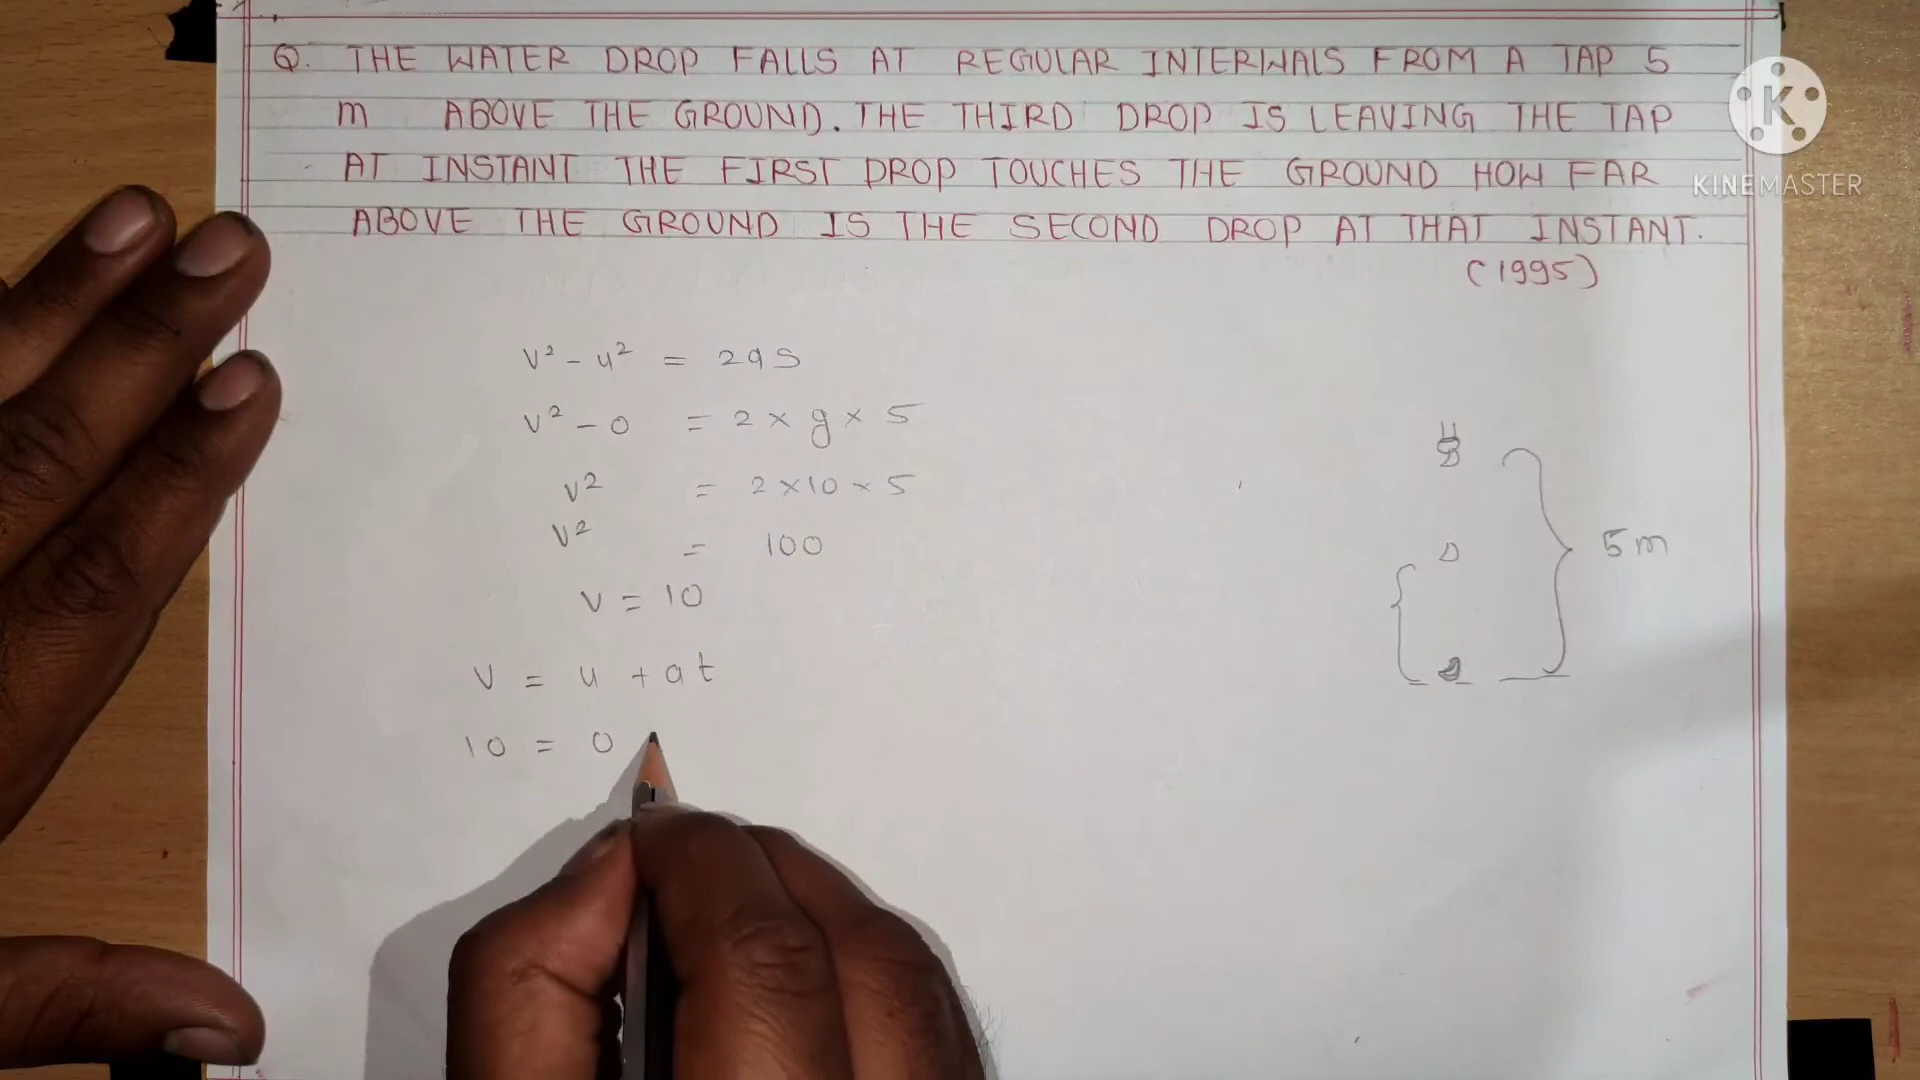 Q. THE WATER DROP FALLS AT REGULAR INTERWALS FROM A TAP 5
m ABOVE THE GROUND. THE THIRD DROP IS LEAVING THE TAP
AT INSTANT THE FIRST DROP TOUCHES THE GROUND HOW FAR
ABOVE THE GROUND IS THE SECOND DROP AT THAT INSTANT.
(1995)
K
KINEMASTER
v² - u² = 2as
v² - 0 = 2 × g × 5
v² = 2 × 10 × 5
v² = 100
v = 10
v = u + at
10 = 0
5 m